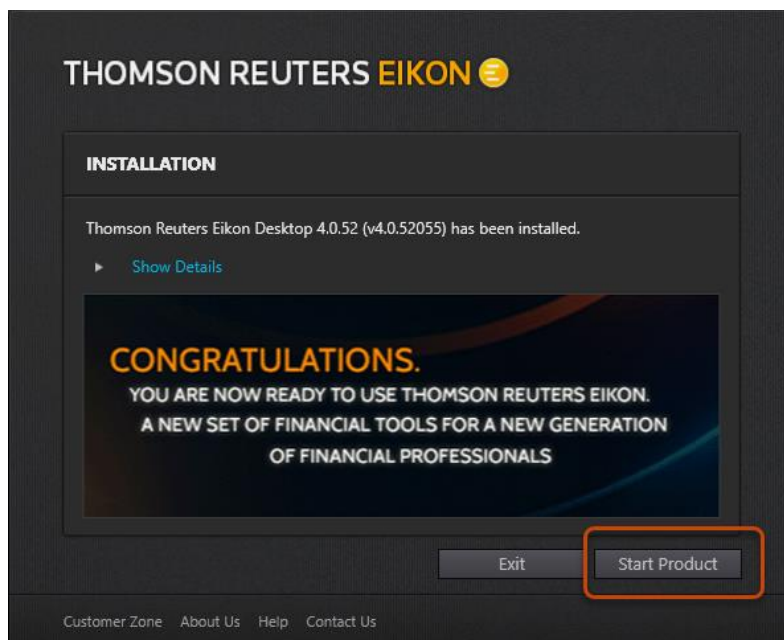 THOMSON REUTERS EIKON
INSTALLATION
Thomson Reuters Eikon Desktop 4.0.52 (v4.0.52055) has been installed.
Show Details
CONGRATULATIONS.
YOU ARE NOW READY TO USE THOMSON REUTERS EIKON.
A NEW SET OF FINANCIAL TOOLS FOR A NEW GENERATION
OF FINANCIAL PROFESSIONALS
Exit Start Product
Customer Zone About Us Help Contact Us